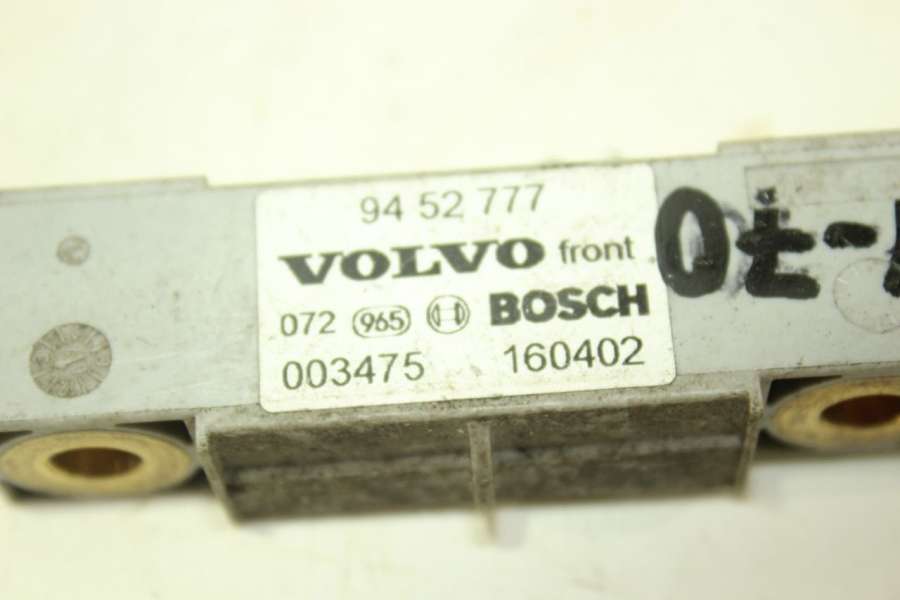 94 52 777
VOLVO front
072 965 BOSCH
003475 160402